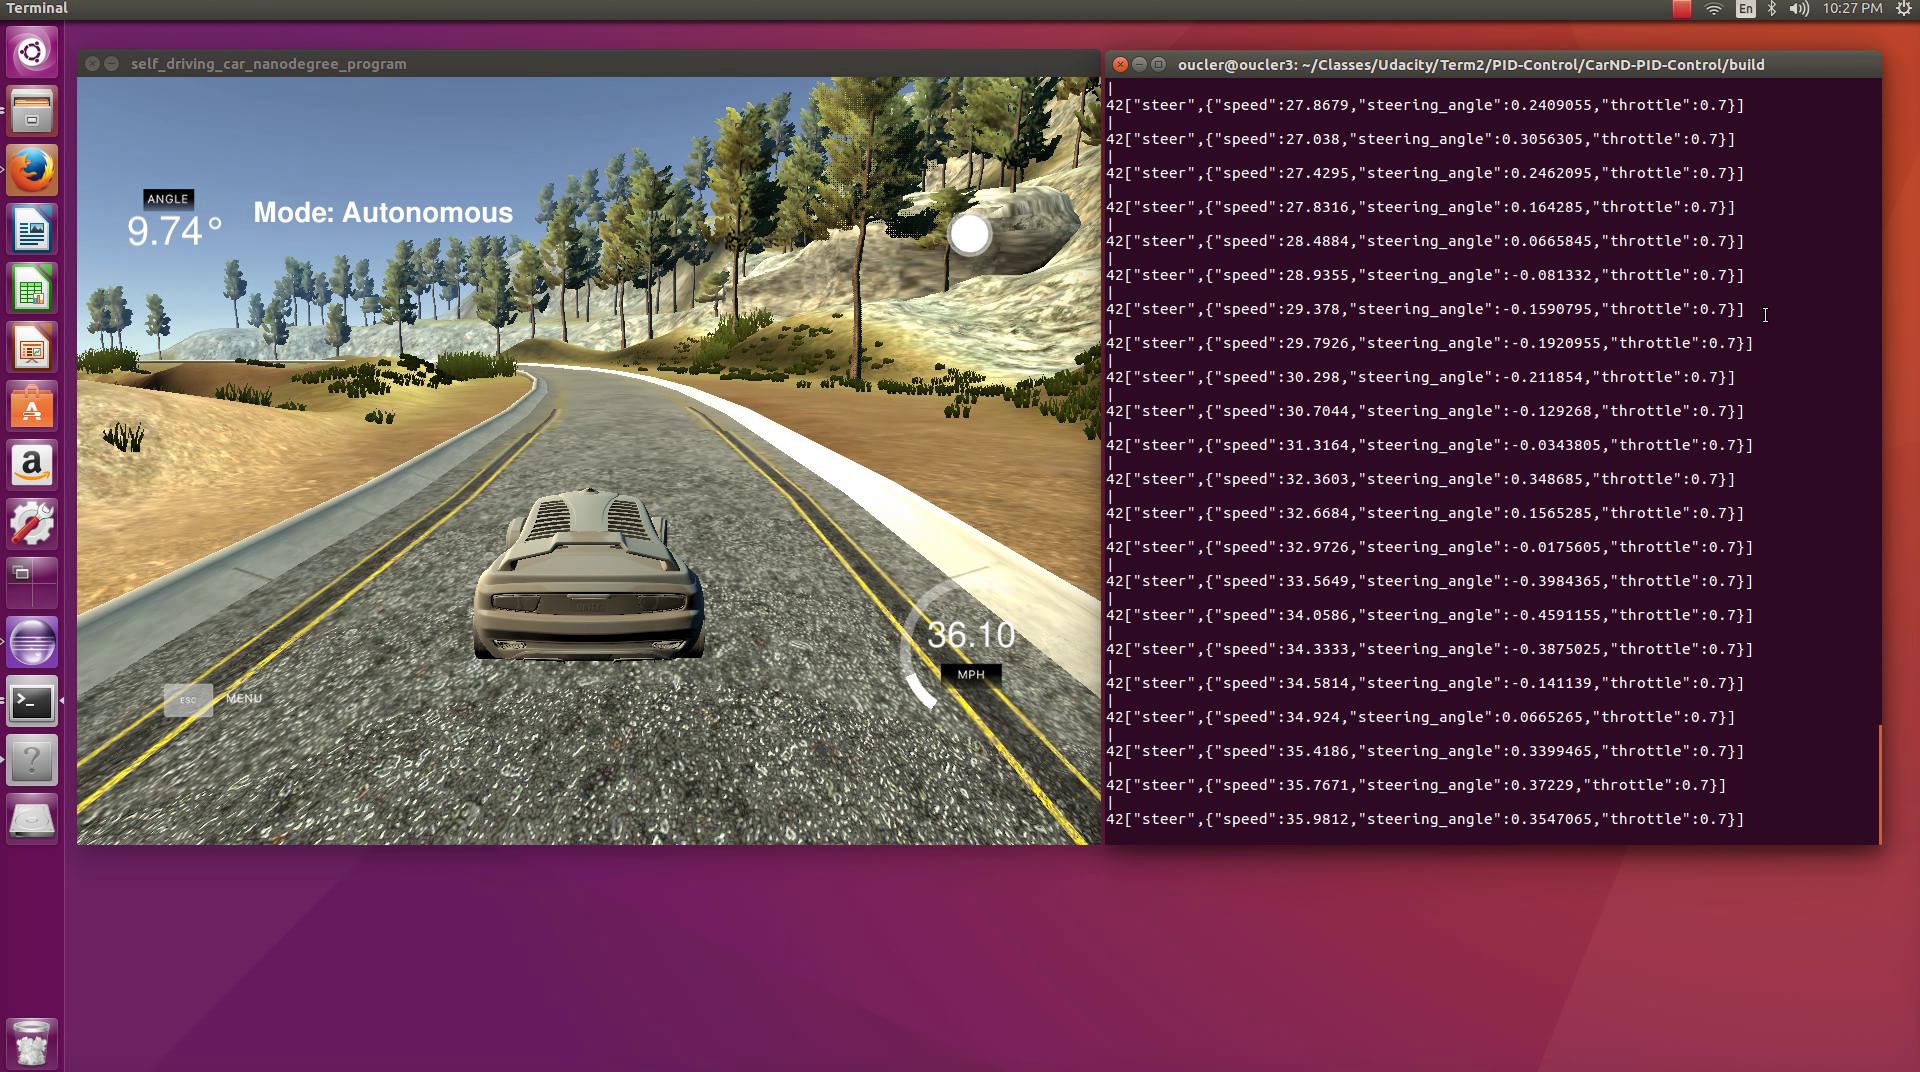 Terminal
En
10:27 PM
self_driving_car_nanodegree_program
ANGLE
9.74°
Mode: Autonomous
36.10
MPH
ESC
MENU
oucler@oucler3: ~/Classes/Udacity/Term2/PID-Control/CarND-PID-Control/build
|
42["steer",{"speed":27.8679,"steering_angle":0.2409055,"throttle":0.7}]
|
42["steer",{"speed":27.038,"steering_angle":0.3056305,"throttle":0.7}]
|
42["steer",{"speed":27.4295,"steering_angle":0.2462095,"throttle":0.7}]
|
42["steer",{"speed":27.8316,"steering_angle":0.164285,"throttle":0.7}]
|
42["steer",{"speed":28.4884,"steering_angle":0.0665845,"throttle":0.7}]
|
42["steer",{"speed":28.9355,"steering_angle":-0.081332,"throttle":0.7}]
|
42["steer",{"speed":29.378,"steering_angle":-0.1590795,"throttle":0.7}]
|
42["steer",{"speed":29.7926,"steering_angle":-0.1920955,"throttle":0.7}]
|
42["steer",{"speed":30.298,"steering_angle":-0.211854,"throttle":0.7}]
|
42["steer",{"speed":30.7044,"steering_angle":-0.129268,"throttle":0.7}]
|
42["steer",{"speed":31.3164,"steering_angle":-0.0343805,"throttle":0.7}]
|
42["steer",{"speed":32.3603,"steering_angle":0.348685,"throttle":0.7}]
|
42["steer",{"speed":32.6684,"steering_angle":0.1565285,"throttle":0.7}]
|
42["steer",{"speed":32.9726,"steering_angle":-0.0175605,"throttle":0.7}]
|
42["steer",{"speed":33.5649,"steering_angle":-0.3984365,"throttle":0.7}]
|
42["steer",{"speed":34.0586,"steering_angle":-0.4591155,"throttle":0.7}]
|
42["steer",{"speed":34.3333,"steering_angle":-0.3875025,"throttle":0.7}]
|
42["steer",{"speed":34.5814,"steering_angle":-0.141139,"throttle":0.7}]
|
42["steer",{"speed":34.924,"steering_angle":0.0665265,"throttle":0.7}]
|
42["steer",{"speed":35.4186,"steering_angle":0.3399465,"throttle":0.7}]
|
42["steer",{"speed":35.7671,"steering_angle":0.37229,"throttle":0.7}]
|
42["steer",{"speed":35.9812,"steering_angle":0.3547065,"throttle":0.7}]